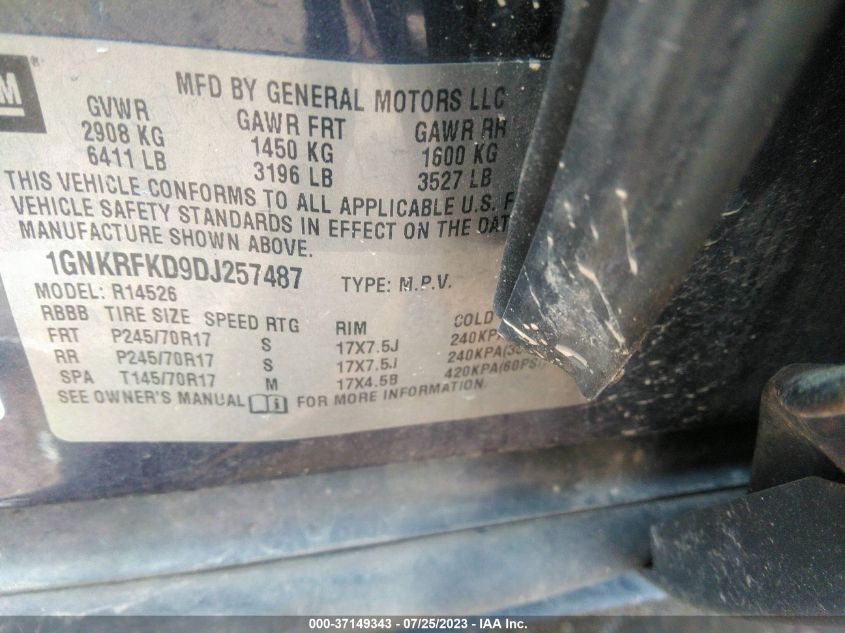 M ®
MFD BY GENERAL MOTORS LLC
GVWR GAWR FRT GAWR RR
2908 KG 1450 KG 1600 KG
6411 LB 3196 LB 3527 LB
THIS VEHICLE CONFORMS TO ALL APPLICABLE U.S. F
VEHICLE SAFETY STANDARDS IN EFFECT ON THE DAT
MANUFACTURE SHOWN ABOVE.
1GNKRFKD9DJ257487 TYPE: M.P.V.
MODEL: R14526
RBBB TIRE SIZE SPEED RTG RIM COLD
FRT P245/70R17 S 17X7.5J 240KPA
RR P245/70R17 S 17X7.5J 240KPA(35
SPA T145/70R17 M 17X4.5B 420KPA(60PSI
SEE OWNER'S MANUAL FOR MORE INFORMATION.
000-37149343 - 07/25/2023 - IAA Inc.